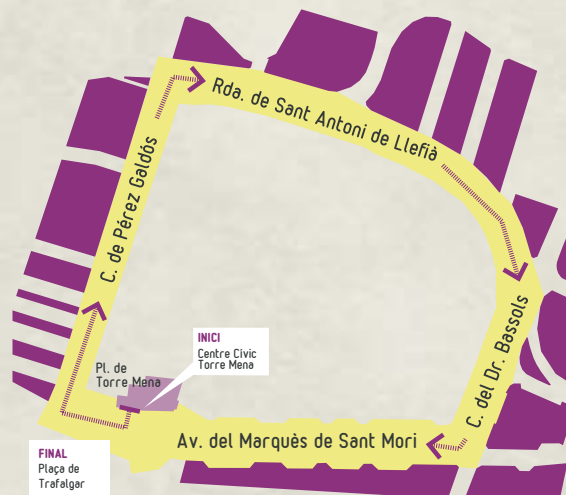 Rda. de Sant Antoni de Llefià
C. de Pérez Galdós
C. del Dr. Bassols
INICI
Centre Civic
Torre Mena
Pl. de
Torre Mena
Av. del Marquès de Sant Mori
FINAL
Plaça de
Trafalgar